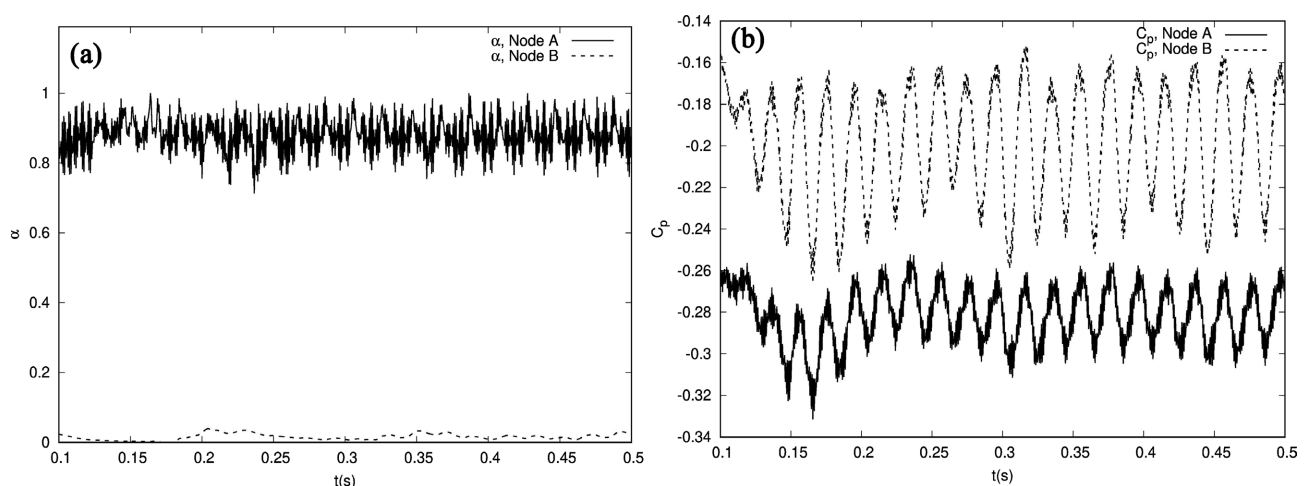 (a)
α, Node A
α, Node B
1
0.8
0.6
0.4
0.2
0
α
0.1 0.15 0.2 0.25 0.3 0.35 0.4 0.45 0.5
t(s)
(b)
Cp, Node A
Cp, Node B
-0.14
-0.16
-0.18
-0.2
-0.22
-0.24
-0.26
-0.28
-0.3
-0.32
-0.34
Cp
0.1 0.15 0.2 0.25 0.3 0.35 0.4 0.45 0.5
t(s)